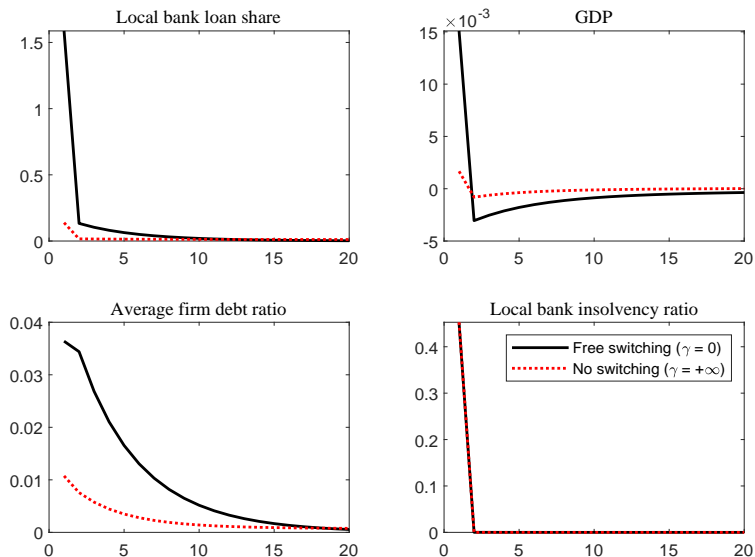 Local bank loan share
1.5
1
0.5
0
0 5 10 15 20
GDP
×10-3
15
10
5
0
-5
0 5 10 15 20
Average firm debt ratio
0.04
0.03
0.02
0.01
0
0 5 10 15 20
Local bank insolvency ratio
0.4
0.3
0.2
0.1
0
0 5 10 15 20
Free switching (γ = 0)
No switching (γ = +∞)